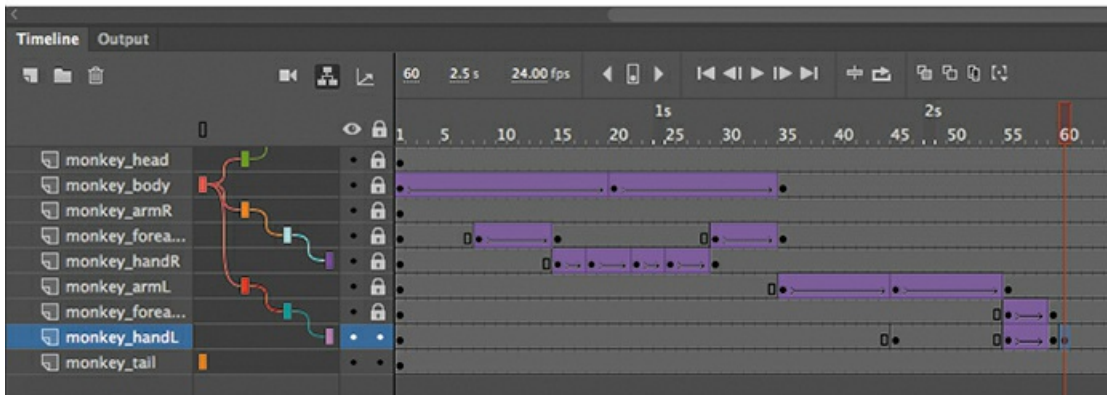 Timeline Output
60 2.5 s 24.00 fps
1s 2s
1 5 10 15 20 25 30 35 40 45 50 55 60
monkey_head
monkey_body
monkey_armR
monkey_forea...
monkey_handR
monkey_armL
monkey_forea...
monkey_handL
monkey_tail